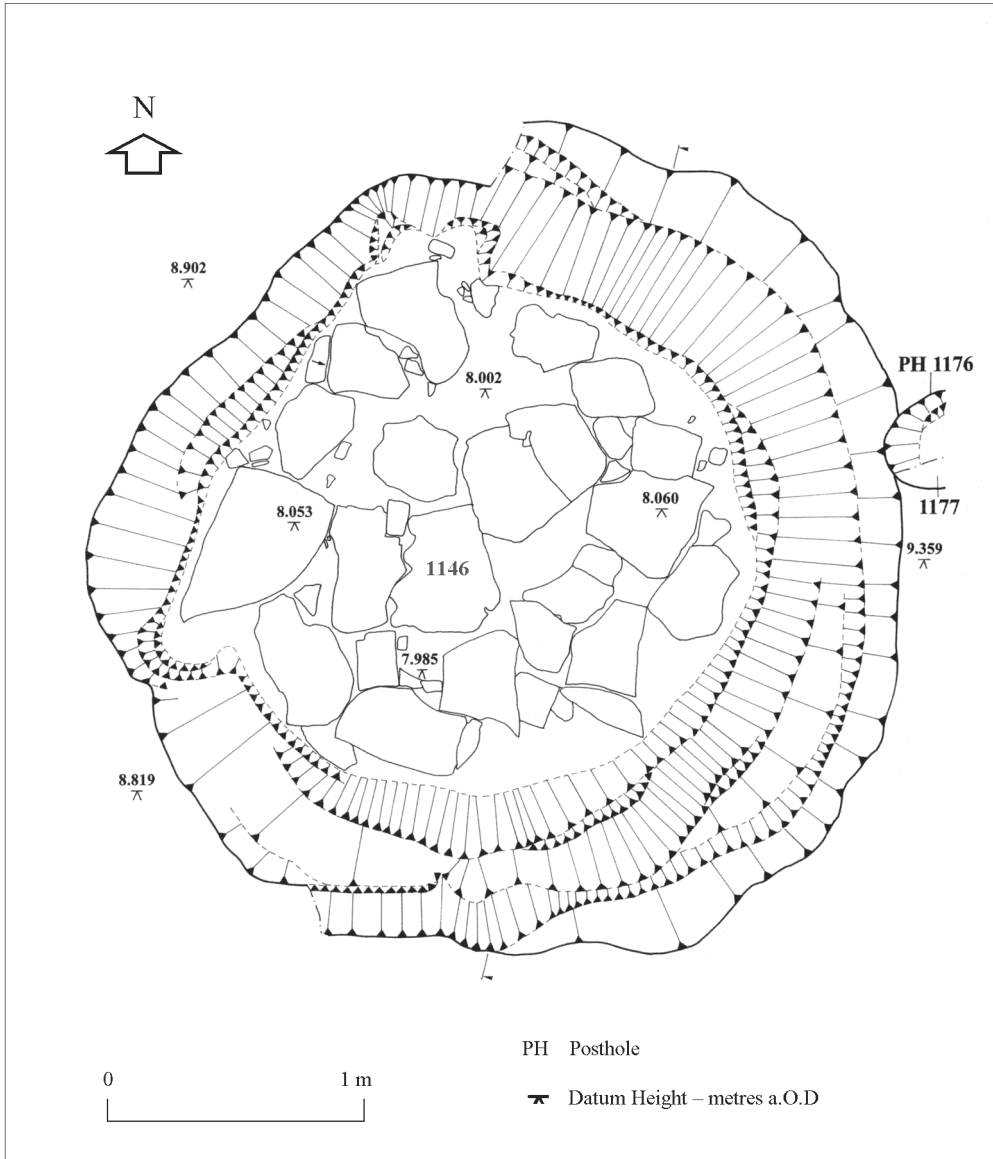 N
8.902
8.002
PH 1176
8.053
8.060
1177
9.359
1146
7.985
8.819
PH Posthole
0 1 m
Datum Height – metres a.O.D